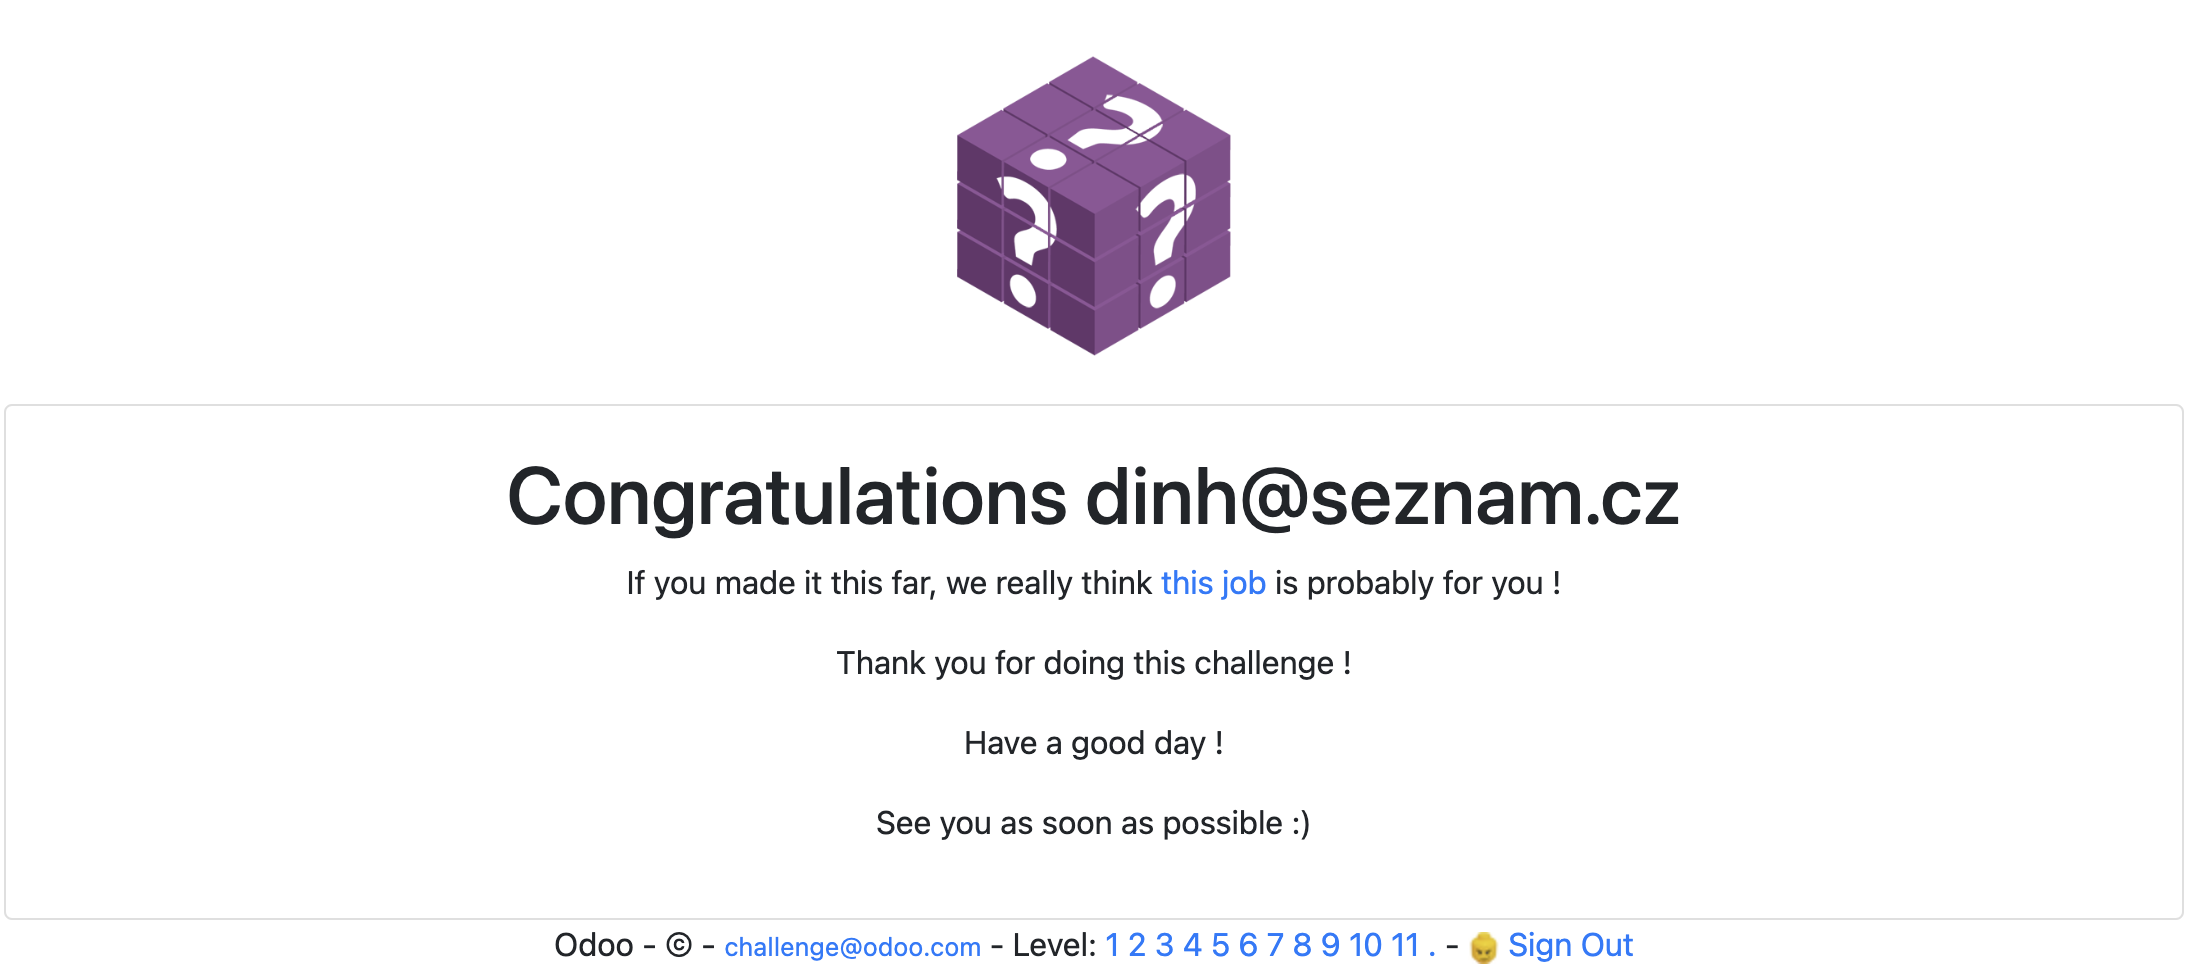 ? ? ?
Congratulations dinh@seznam.cz
If you made it this far, we really think this job is probably for you !
Thank you for doing this challenge !
Have a good day !
See you as soon as possible :)
Odoo - © - challenge@odoo.com - Level: 1 2 3 4 5 6 7 8 9 10 11 . - Sign Out